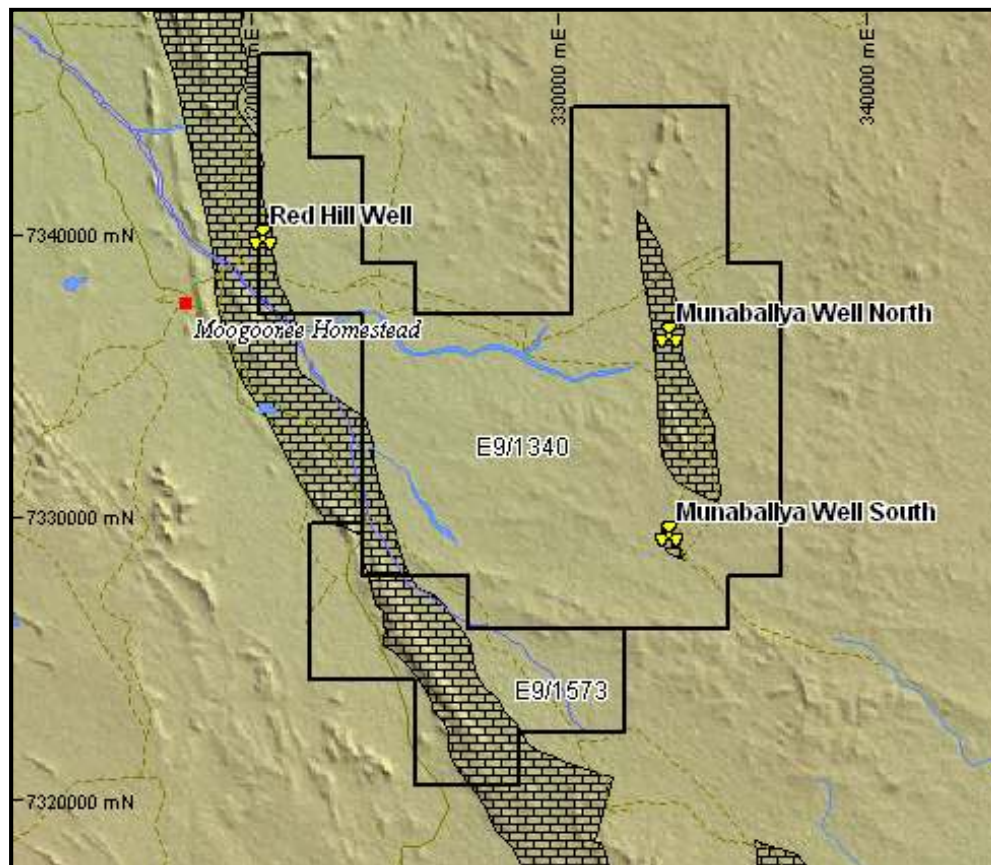 330000 mE
340000 mE
Red Hill Well
7340000 mN
Munaballya Well North
Moogooree Homestead
E9/1340
Munaballya Well South
7330000 mN
E9/1573
7320000 mN